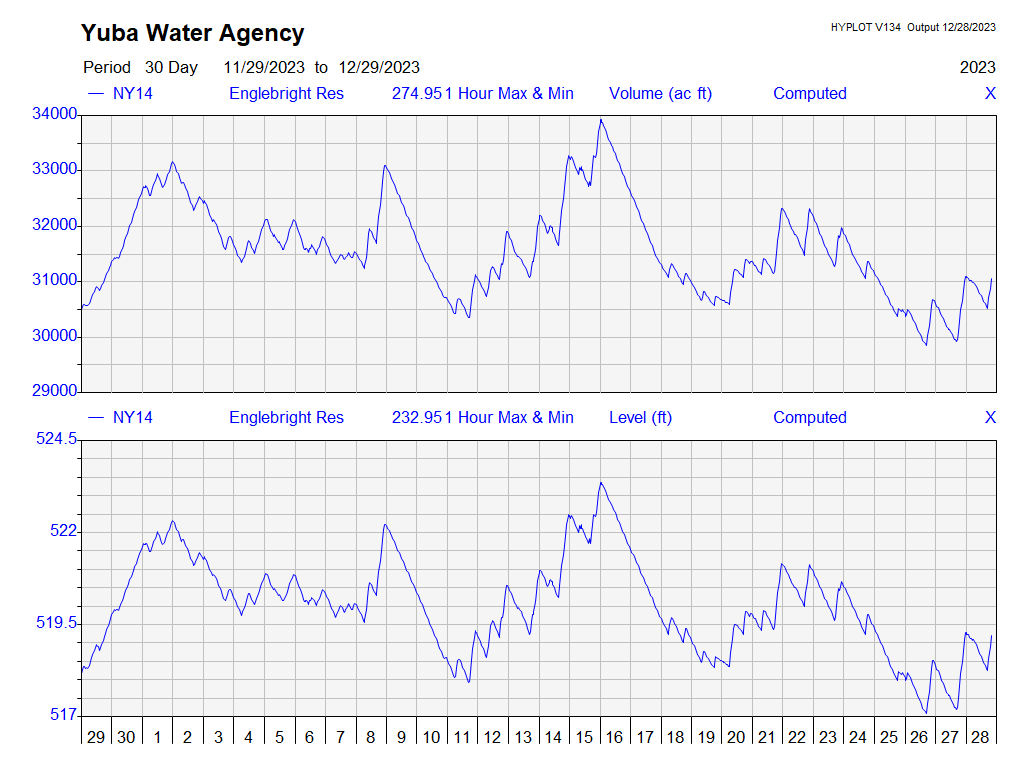 Yuba Water Agency
HYPLOT V134 Output 12/28/2023
Period 30 Day 11/29/2023 to 12/29/2023 2023
NY14 Englebright Res 274.951 Hour Max & Min Volume (ac ft) Computed X
34000
33000
32000
31000
30000
29000
NY14 Englebright Res 232.951 Hour Max & Min Level (ft) Computed X
524.5
522
519.5
517
29 30 1 2 3 4 5 6 7 8 9 10 11 12 13 14 15 16 17 18 19 20 21 22 23 24 25 26 27 28